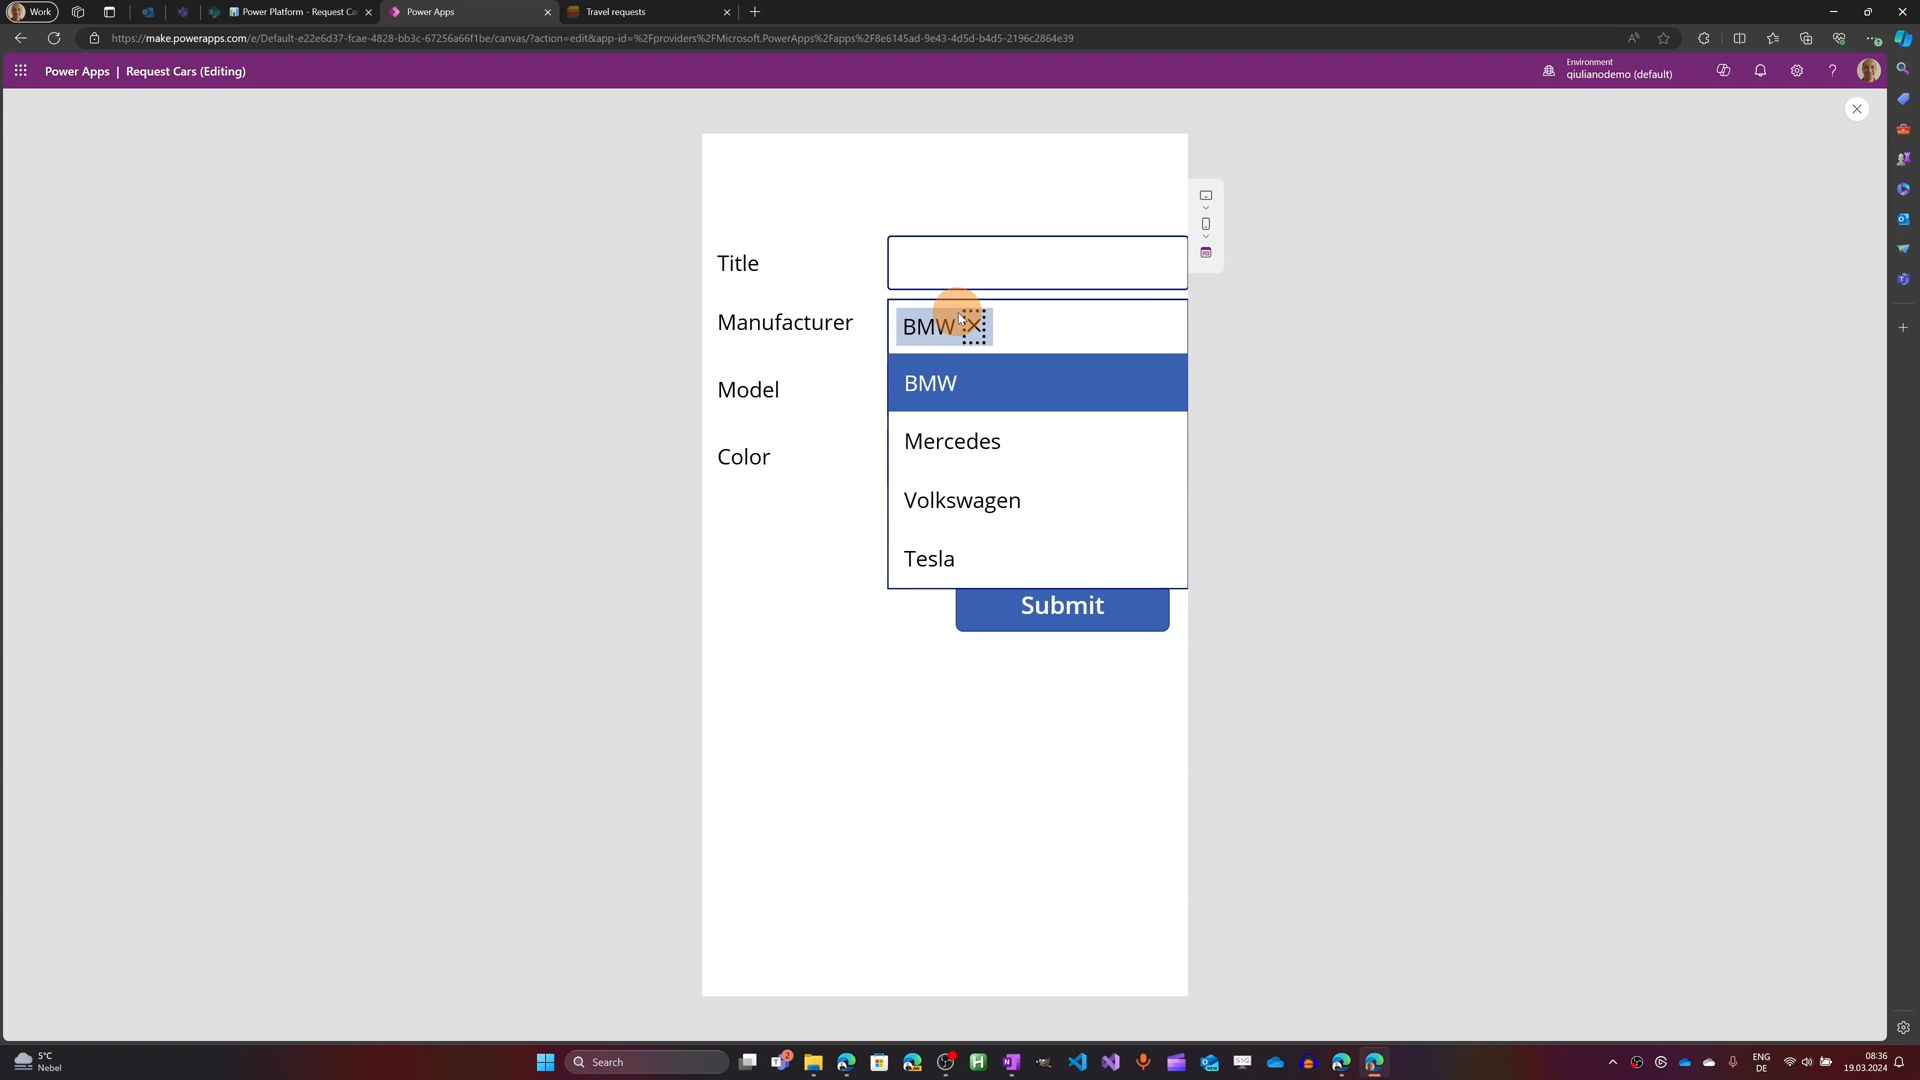 Work
Power Platform - Request Ca
Power Apps
Travel requests
https://make.powerapps.com/e/Default-e22e6d37-fcae-4828-bb3c-67256a66f1be/canvas/?action=edit&app-id=%2Fproviders%2FMicrosoft.PowerApps%2Fapps%2F8e6145ad-9e43-4d5d-b4d5-2196c2864e39
Power Apps | Request Cars (Editing)
Environment
qiulianodemo (default)
Title
Manufacturer
BMW
BMW
Model
Mercedes
Color
Volkswagen
Tesla
Submit
5°C
Nebel
Search
2
ENG
DE
08:36
19.03.2024